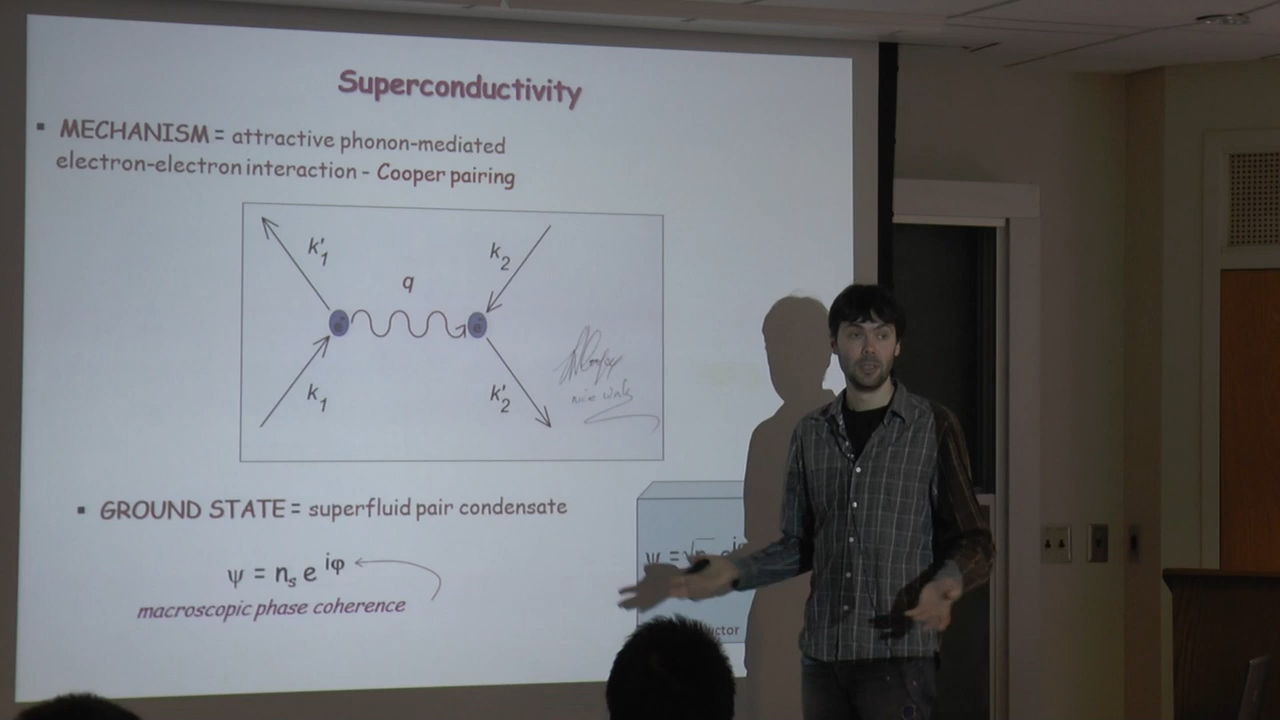 Superconductivity
▪ MECHANISM = attractive phonon-mediated
electron-electron interaction - Cooper pairing
k'1
k2
q
e-
e-
k1
k'2
▪ GROUND STATE = superfluid pair condensate
ψ = ns e iφ
macroscopic phase coherence